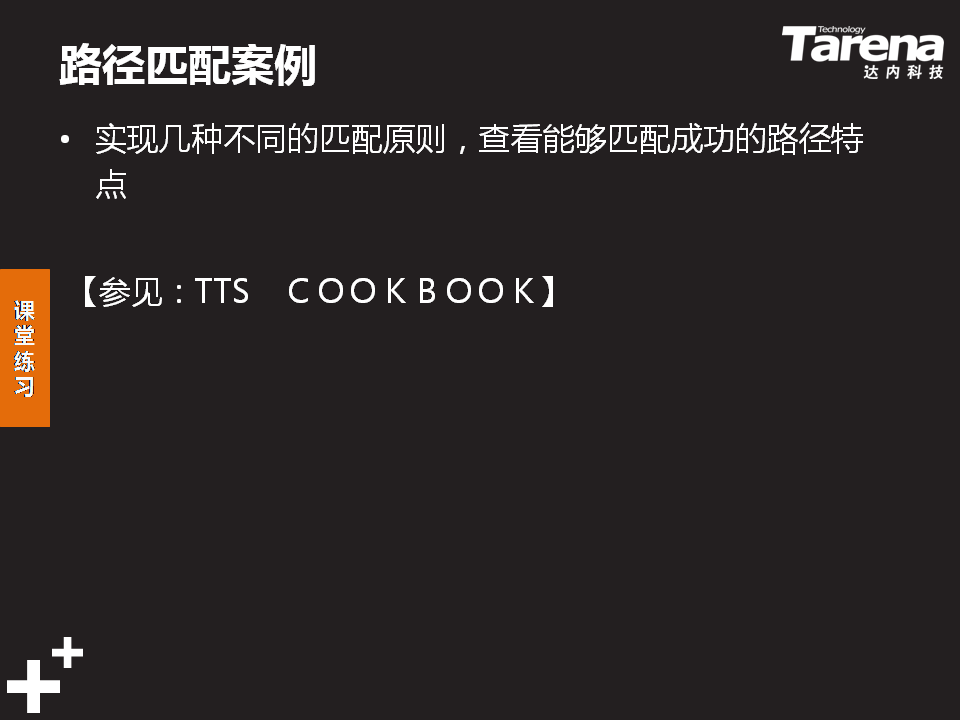 路径匹配案例
Technology
Tarena
达内科技
• 实现几种不同的匹配原则，查看能够匹配成功的路径特
点
【参见：TTS　ＣＯＯＫＢＯＯＫ】
课
堂
练
习